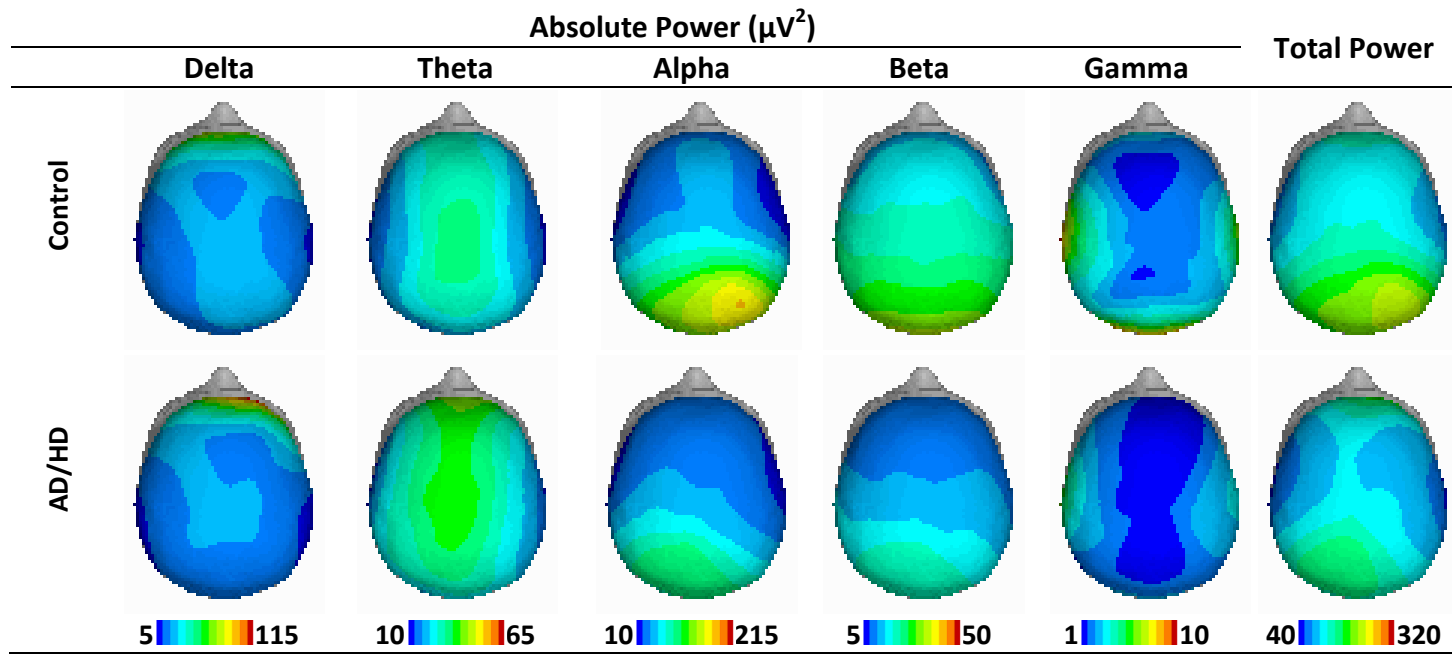 Absolute Power (µV²)
Total Power
Delta Theta Alpha Beta Gamma
Control
AD/HD
5 115 10 65 10 215 5 50 1 10 40 320